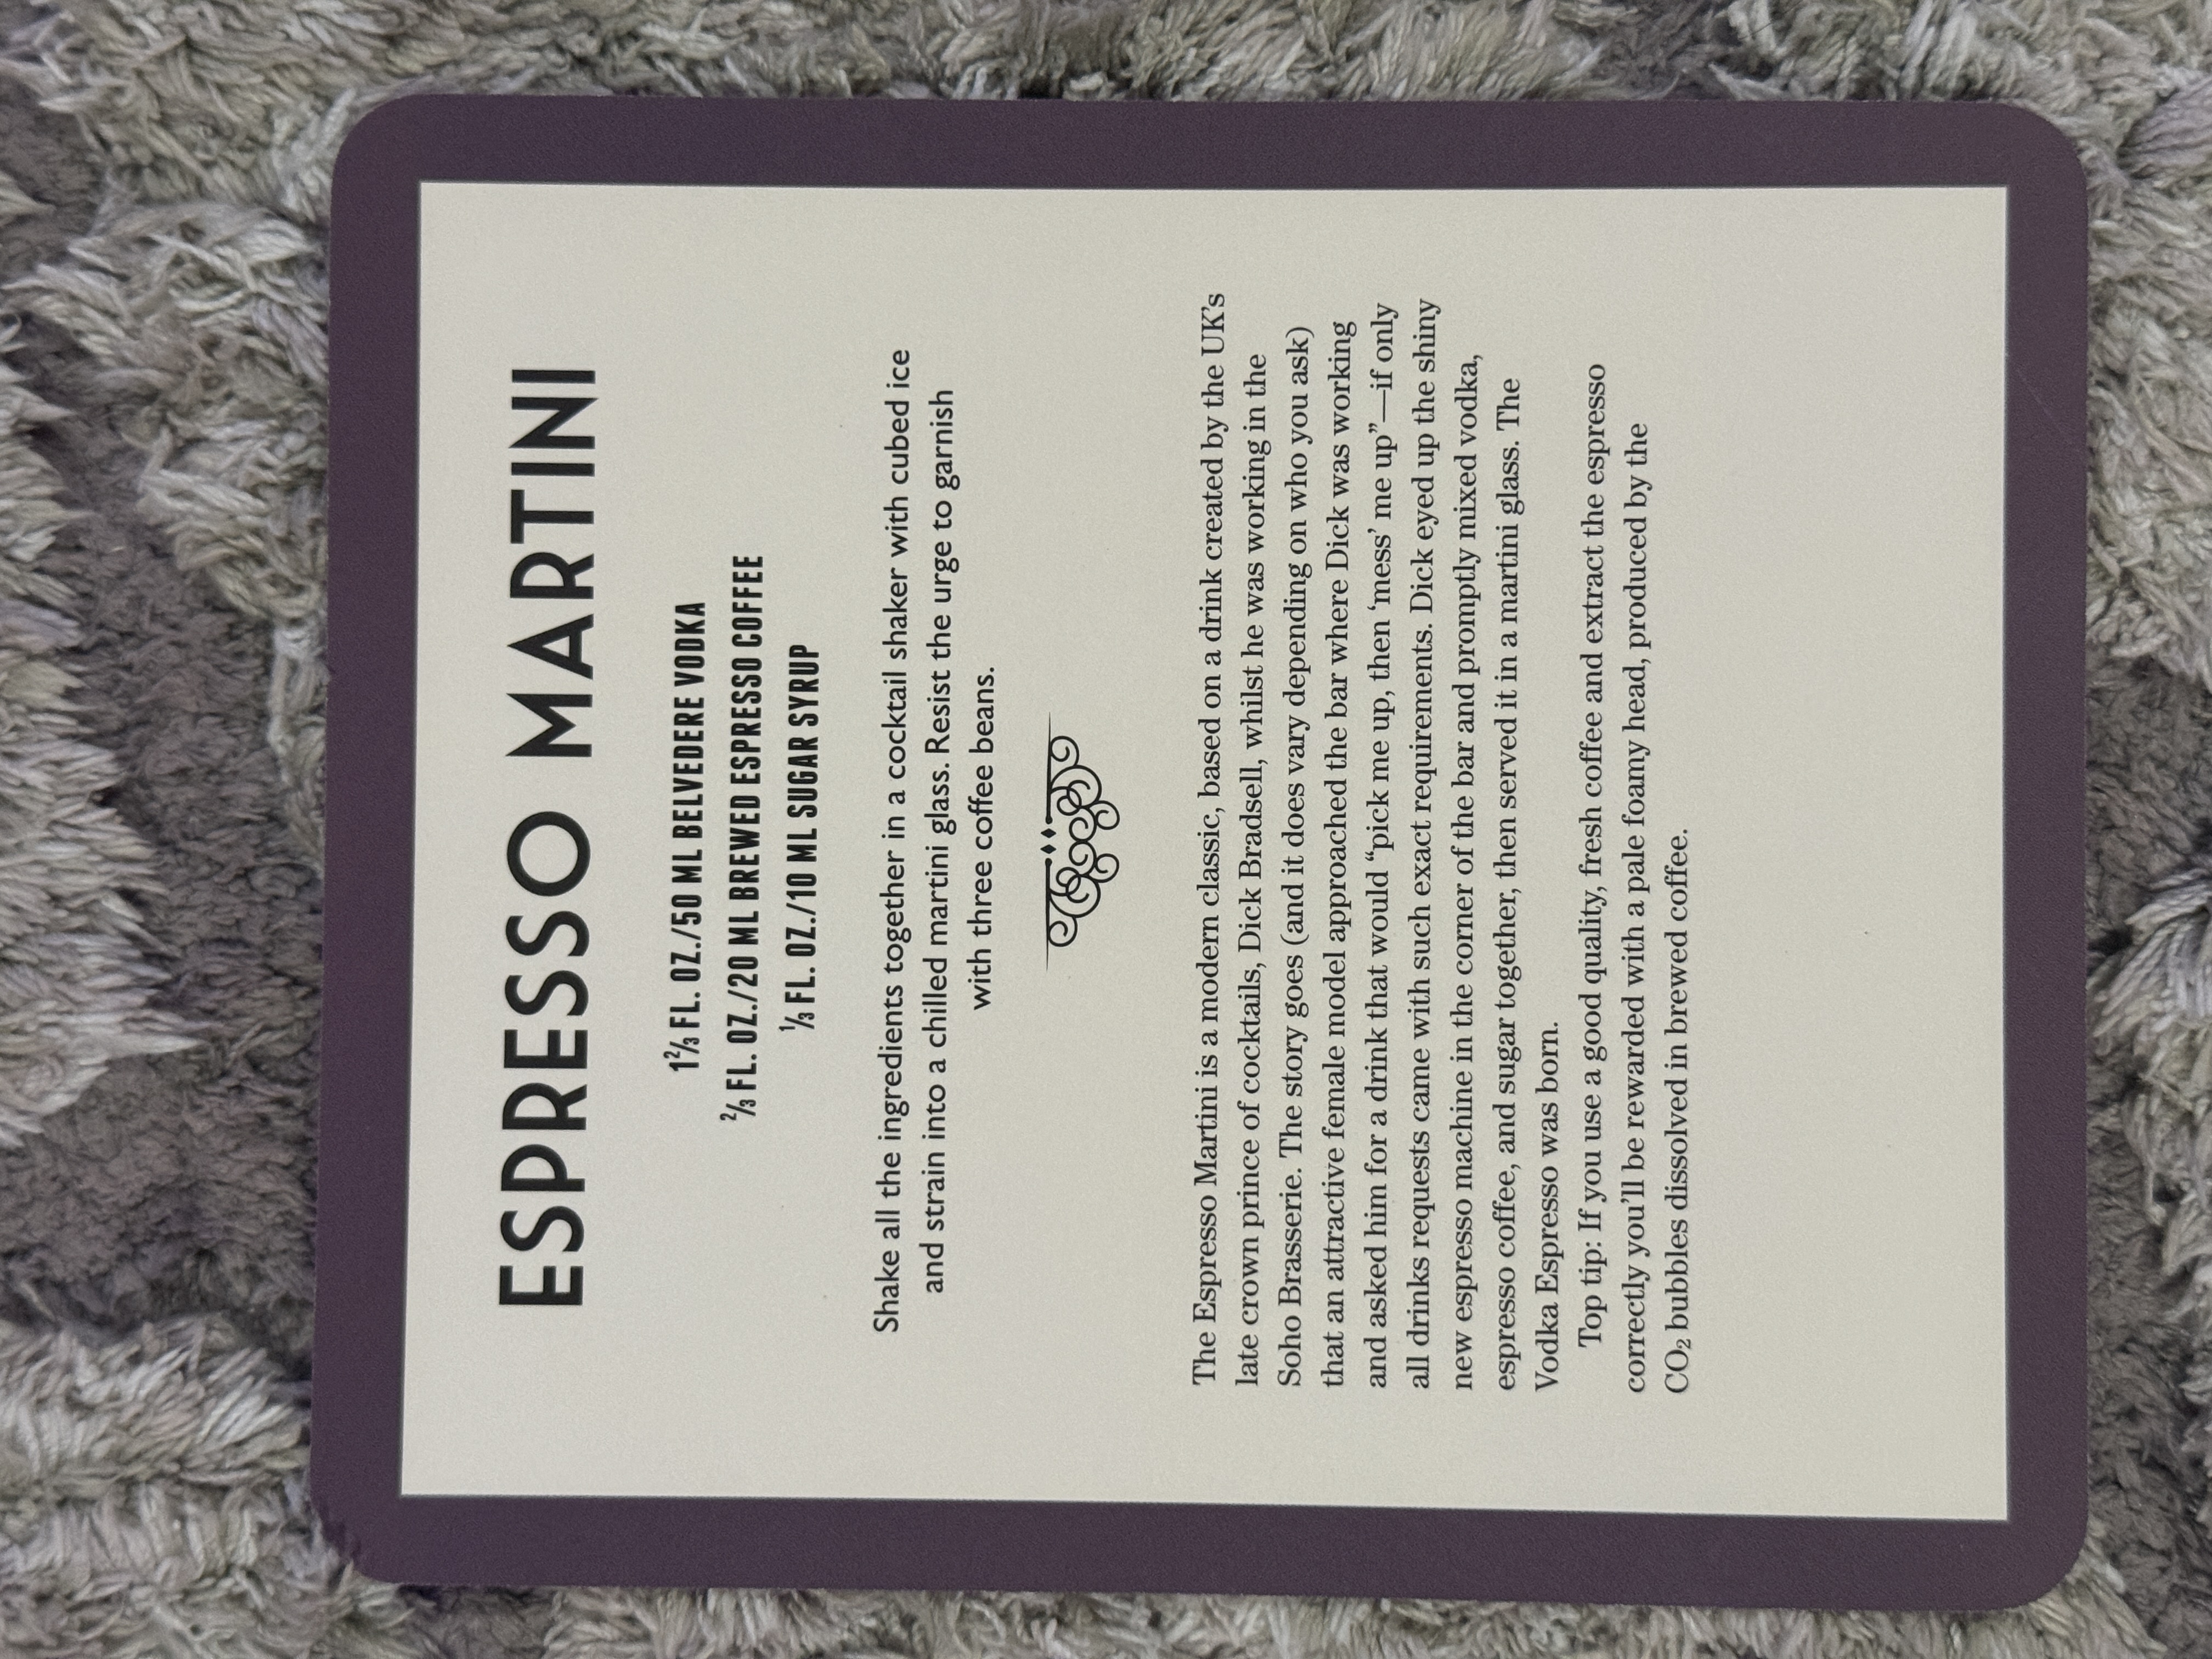 ESPRESSO MARTINI
1⅔ FL. OZ./50 ML BELVEDERE VODKA
⅔ FL. OZ./20 ML BREWED ESPRESSO COFFEE
⅓ FL. OZ./10 ML SUGAR SYRUP
Shake all the ingredients together in a cocktail shaker with cubed ice
and strain into a chilled martini glass. Resist the urge to garnish
with three coffee beans.
The Espresso Martini is a modern classic, based on a drink created by the UK’s
late crown prince of cocktails, Dick Bradsell, whilst he was working in the
Soho Brasserie. The story goes (and it does vary depending on who you ask)
that an attractive female model approached the bar where Dick was working
and asked him for a drink that would “pick me up, then ‘mess’ me up”—if only
all drinks requests came with such exact requirements. Dick eyed up the shiny
new espresso machine in the corner of the bar and promptly mixed vodka,
espresso coffee, and sugar together, then served it in a martini glass. The
Vodka Espresso was born.
Top tip: If you use a good quality, fresh coffee and extract the espresso
correctly you’ll be rewarded with a pale foamy head, produced by the
CO₂ bubbles dissolved in brewed coffee.